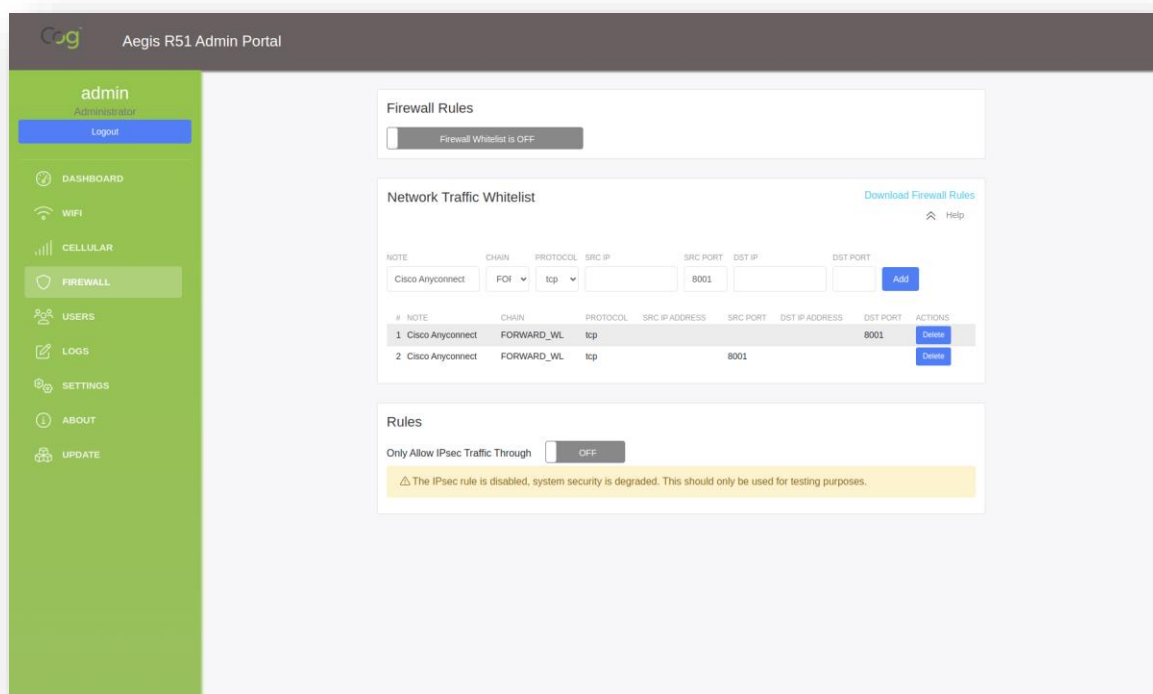 Cog
Aegis R51 Admin Portal
admin
Administrator
Logout
DASHBOARD
WIFI
CELLULAR
FIREWALL
USERS
LOGS
SETTINGS
ABOUT
UPDATE
Firewall Rules
Firewall Whitelist is OFF
Network Traffic Whitelist
Download Firewall Rules
Help
NOTE CHAIN PROTOCOL SRC IP SRC PORT DST IP DST PORT
Cisco Anyconnect FOR tcp 8001 Add
# NOTE CHAIN PROTOCOL SRC IP ADDRESS SRC PORT DST IP ADDRESS DST PORT ACTIONS
1 Cisco Anyconnect FORWARD_WL tcp 8001 Delete
2 Cisco Anyconnect FORWARD_WL tcp 8001 Delete
Rules
Only Allow IPsec Traffic Through OFF
The IPsec rule is disabled, system security is degraded. This should only be used for testing purposes.